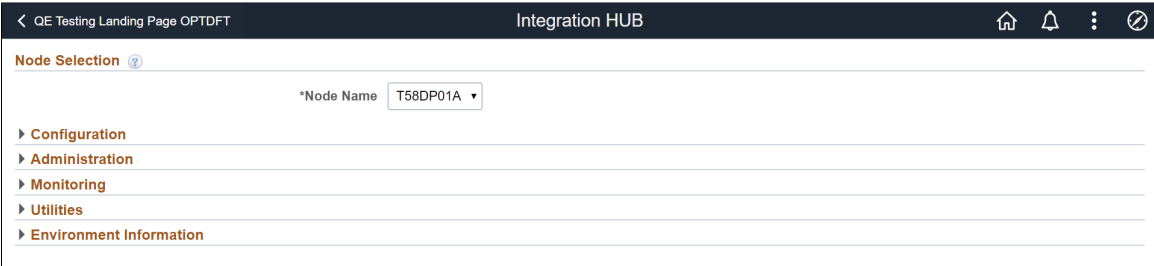 QE Testing Landing Page OPTDFT
Integration HUB
Node Selection ?
*Node Name T58DP01A
Configuration
Administration
Monitoring
Utilities
Environment Information